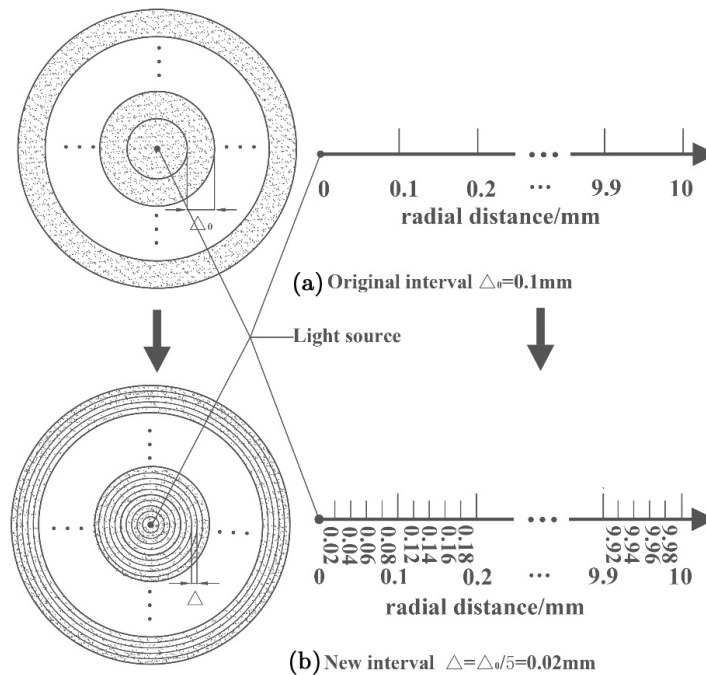 △₀
0 0.1 0.2 ... 9.9 10
radial distance/mm
(a) Original interval △₀=0.1mm
Light source
△
0.02 0.04 0.06 0.08 0.12 0.14 0.16 0.18 9.92 9.94 9.96 9.98
0 0.1 0.2 ... 9.9 10
radial distance/mm
(b) New interval △=△₀/5=0.02mm